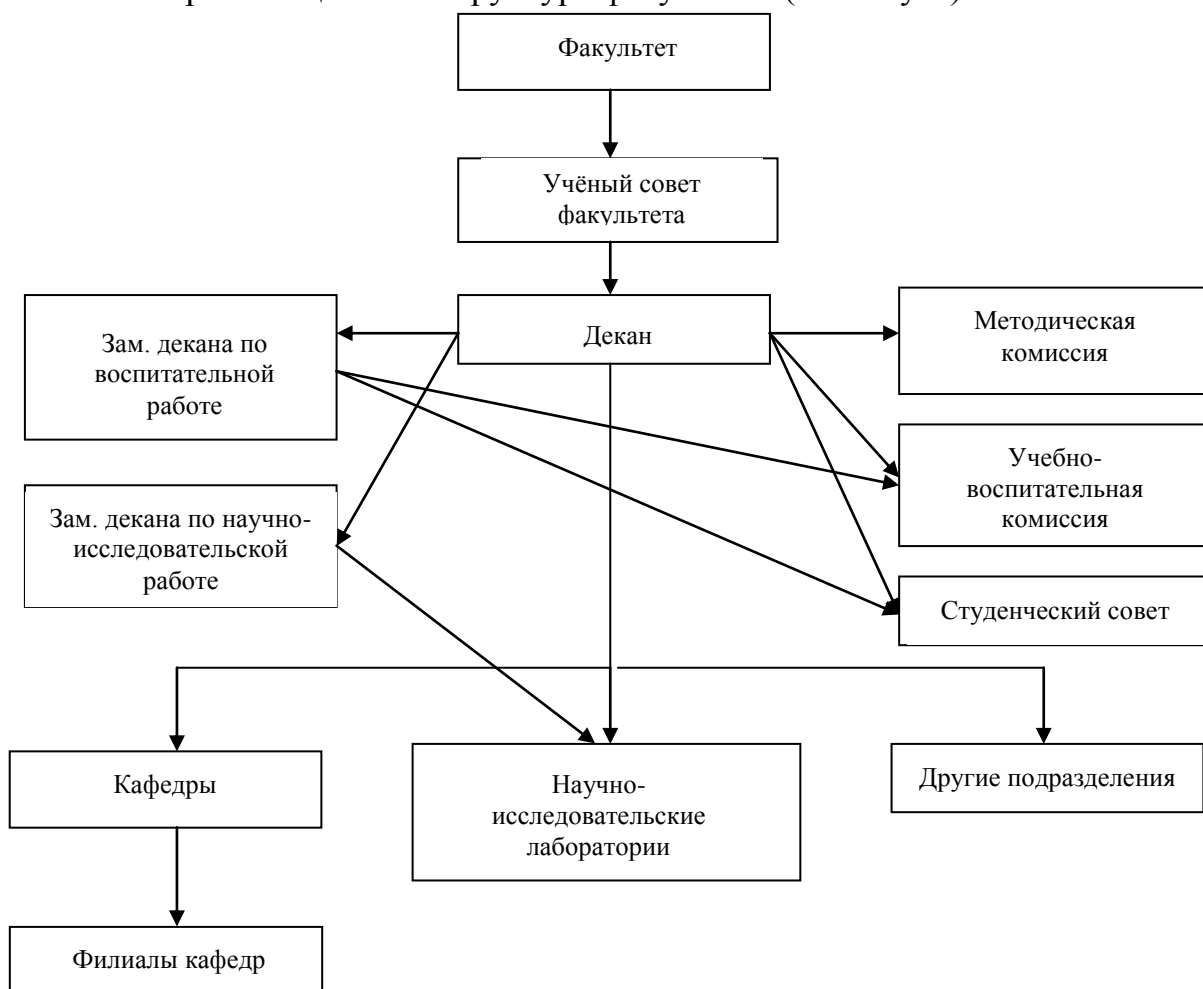 Факультет
Учёный совет
факультета
Декан
Зам. декана по
воспитательной
работе
Методическая
комиссия
Учебно-
воспитательная
комиссия
Зам. декана по научно-
исследовательской
работе
Студенческий совет
Кафедры
Научно-
исследовательские
лаборатории
Другие подразделения
Филиалы кафедр